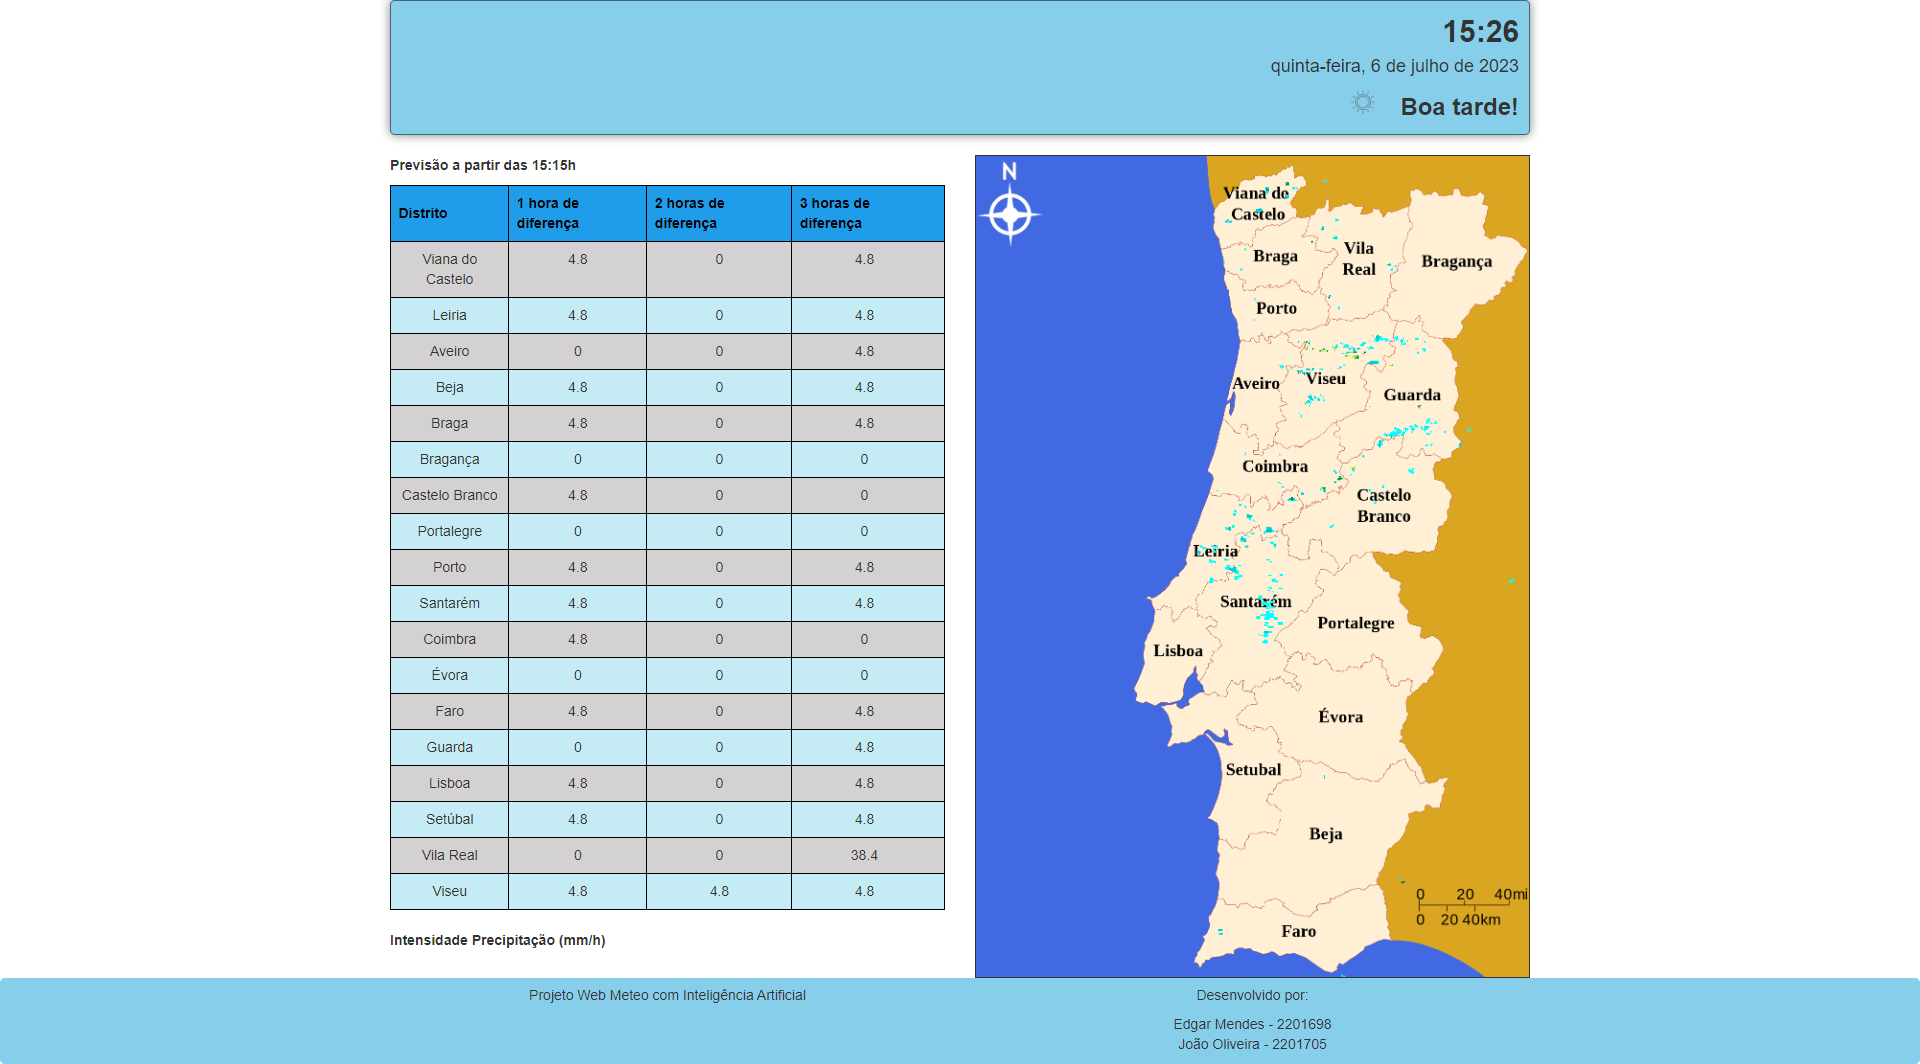 15:26
quinta-feira, 6 de julho de 2023
Boa tarde!
Previsão a partir das 15:15h
Distrito 1 hora de diferença 2 horas de diferença 3 horas de diferença
Viana do Castelo 4.8 0 4.8
Leiria 4.8 0 4.8
Aveiro 0 0 4.8
Beja 4.8 0 4.8
Braga 4.8 0 4.8
Bragança 0 0 0
Castelo Branco 4.8 0 0
Portalegre 0 0 0
Porto 4.8 0 4.8
Santarém 4.8 0 4.8
Coimbra 4.8 0 0
Évora 0 0 0
Faro 4.8 0 4.8
Guarda 0 0 4.8
Lisboa 4.8 0 4.8
Setúbal 4.8 0 4.8
Vila Real 0 0 38.4
Viseu 4.8 4.8 4.8
Intensidade Precipitação (mm/h)
N
Viana do
Castelo
Braga
Vila
Real
Bragança
Porto
Aveiro
Viseu
Guarda
Coimbra
Castelo
Branco
Leiria
Santarém
Portalegre
Lisboa
Évora
Setubal
Beja
0 20 40mi
0 20 40km
Faro
Projeto Web Meteo com Inteligência Artificial
Desenvolvido por:
Edgar Mendes - 2201698
João Oliveira - 2201705